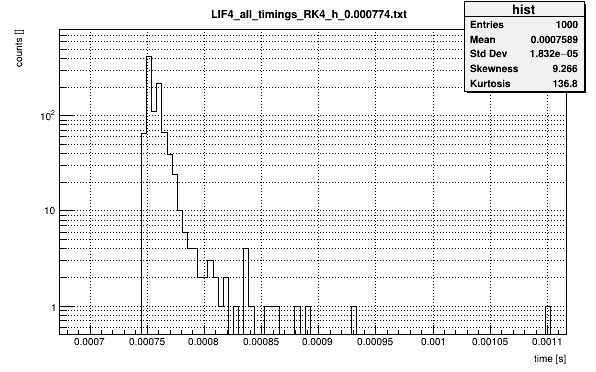 LIF4_all_timings_RK4_h_0.000774.txt
hist
Entries 1000
Mean 0.0007589
Std Dev 1.832e−05
Skewness 9.266
Kurtosis 136.8
counts []
10²
10
1
0.0007 0.00075 0.0008 0.00085 0.0009 0.00095 0.001 0.00105 0.0011
time [s]